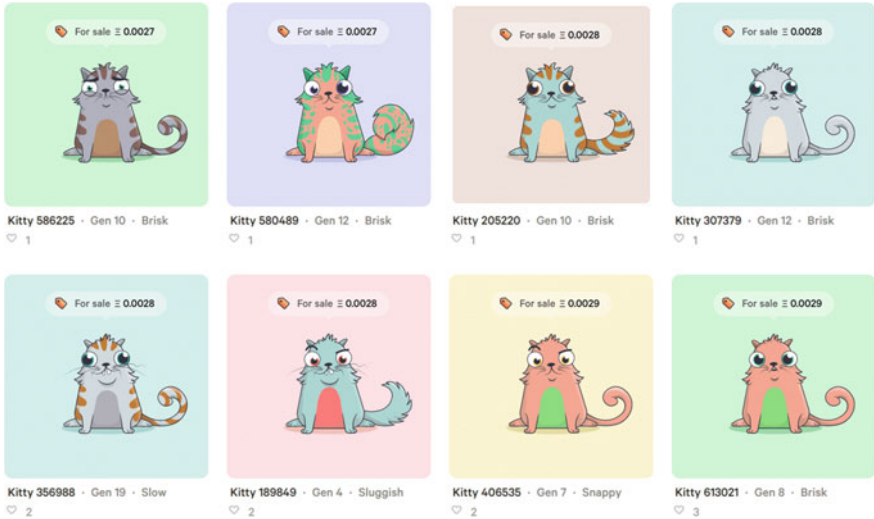 For sale Ξ 0.0027
For sale Ξ 0.0027
For sale Ξ 0.0028
For sale Ξ 0.0028
Kitty 586225 · Gen 10 · Brisk
Kitty 580489 · Gen 12 · Brisk
Kitty 205220 · Gen 10 · Brisk
Kitty 307379 · Gen 12 · Brisk
1
1
1
1
For sale Ξ 0.0028
For sale Ξ 0.0028
For sale Ξ 0.0029
For sale Ξ 0.0029
Kitty 356988 · Gen 19 · Slow
Kitty 189849 · Gen 4 · Sluggish
Kitty 406535 · Gen 7 · Snappy
Kitty 613021 · Gen 8 · Brisk
2
2
2
3